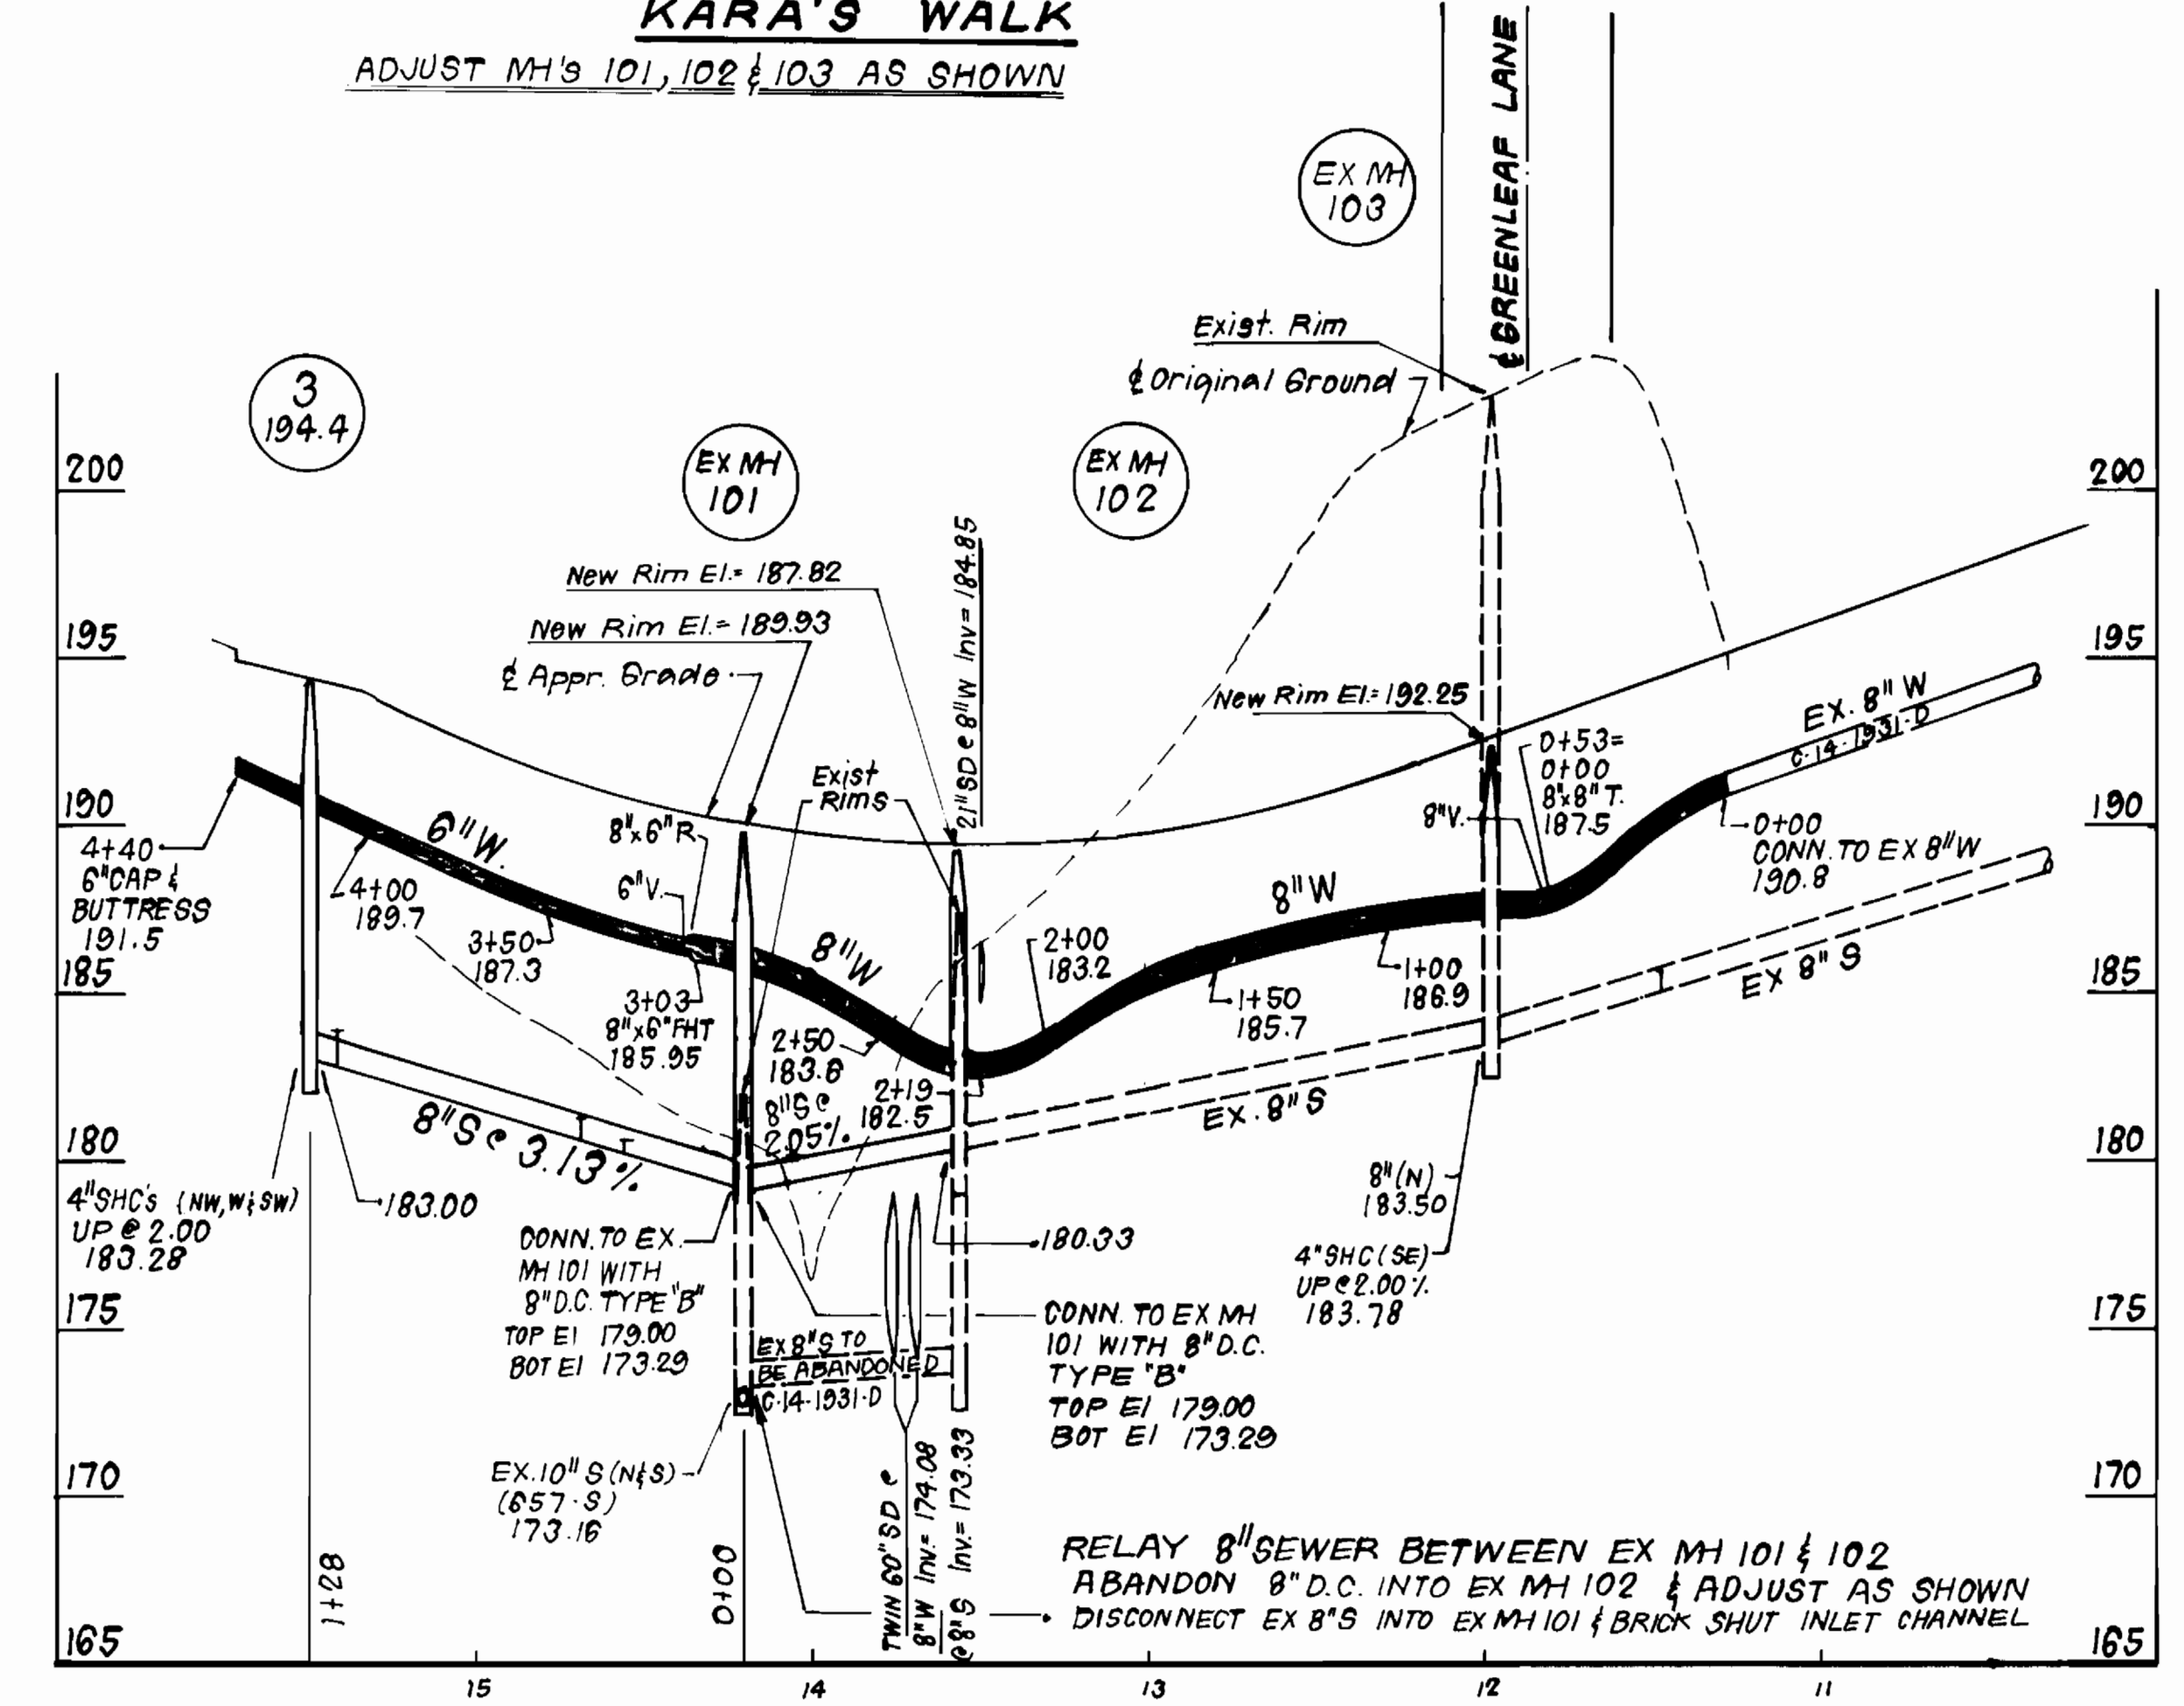 KARA'S WALK
ADJUST MH'S 101, 102 & 103 AS SHOWN
℄ GREENLEAF LANE
EX MH
103
Exist. Rim
℄ Original Ground
3
194.4
EX MH
101
EX MH
102
200
200
New Rim El.= 187.82
New Rim El.= 189.93
℄ Appr. Grade
21" SD @ 8" W Inv= 184.85
195
195
New Rim El.= 192.25
EX. 8" W
C-14-1931-D
0+53=
0+00
8"x8" T.
187.5
8"V.
Exist
Rims
190
190
6" W.
8"x6" R
6" V.
4+40
6" CAP &
BUTTRESS
191.5
4+00
189.7
3+50
187.3
3+03
8"x6" FHT
185.95
8" W
2+50
183.6
2+19
182.5
2+00
183.2
8" W
1+50
185.7
1+00
186.9
0+00
CONN. TO EX 8" W
190.8
185
185
EX 8" S
8" S @ 3.13%
8" S @
2.05%
EX. 8" S
180
180
4" SHC's (NW, W & SW)
UP @ 2.00
183.28
183.00
CONN. TO EX.
MH 101 WITH
8" D.C. TYPE "B"
TOP El 179.00
BOT El 173.29
180.33
8" (N)
183.50
4" SHC (SE)
UP @ 2.00%
183.78
175
175
CONN. TO EX MH
101 WITH 8" D.C.
TYPE "B"
TOP El 179.00
BOT El 173.29
EX 8" S TO
BE ABANDONED
C-14-1931-D
EX. 10" S (N & S)
(657-S)
173.16
170
170
TWIN 60" SD @
8" W Inv.= 174.08
@ 8" S Inv.= 173.33
1+28
0+00
RELAY 8" SEWER BETWEEN EX MH 101 & 102
ABANDON 8" D.C. INTO EX MH 102 & ADJUST AS SHOWN
DISCONNECT EX 8" S INTO EX MH 101 & BRICK SHUT INLET CHANNEL
165
165
15
14
13
12
11